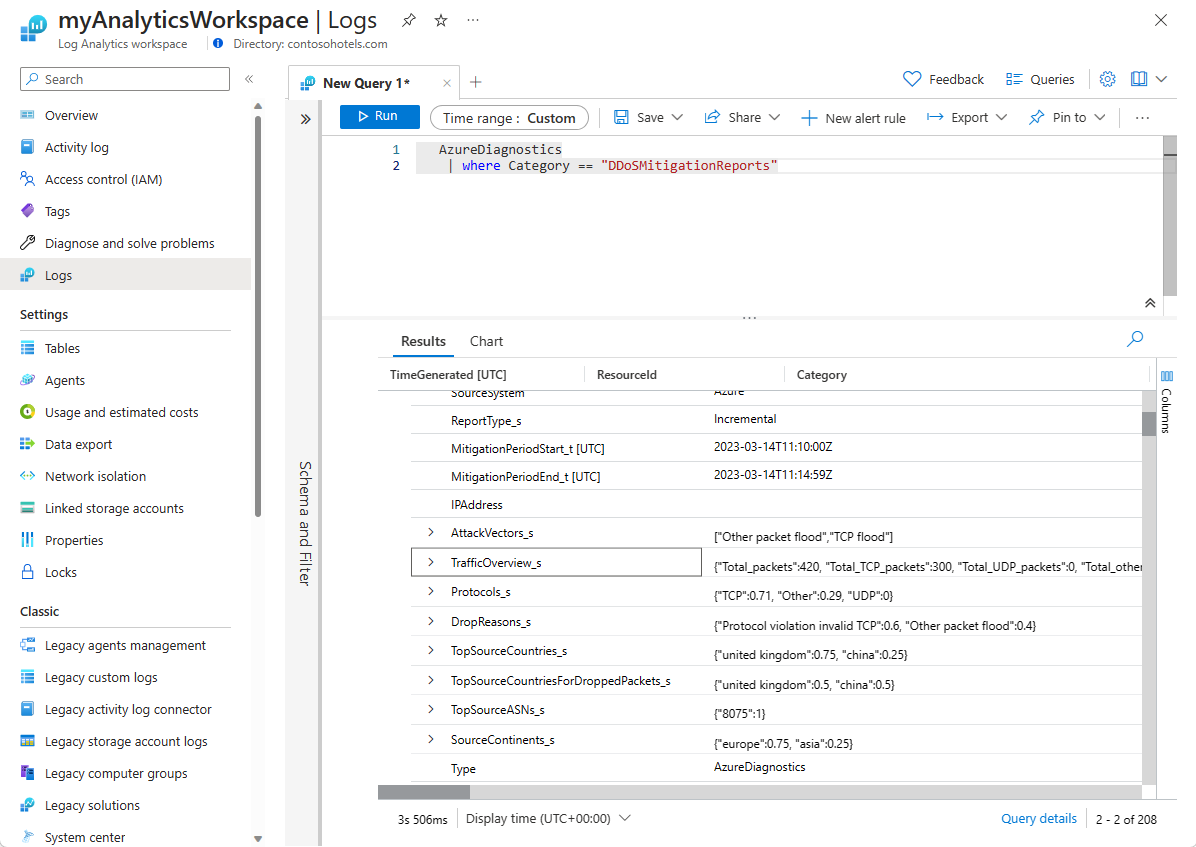 myAnalyticsWorkspace | Logs
Log Analytics workspace
Directory: contosohotels.com
Search
Overview
Activity log
Access control (IAM)
Tags
Diagnose and solve problems
Logs
Settings
Tables
Agents
Usage and estimated costs
Data export
Network isolation
Linked storage accounts
Properties
Locks
Classic
Legacy agents management
Legacy custom logs
Legacy activity log connector
Legacy storage account logs
Legacy computer groups
Legacy solutions
System center
New Query 1*
Feedback
Queries
Run
Time range : Custom
Save
Share
New alert rule
Export
Pin to
1 AzureDiagnostics
2 | where Category == "DDoSMitigationReports"
Schema and Filter
Results
Chart
TimeGenerated [UTC] ResourceId Category
SourceSystem Azure
ReportType_s Incremental
MitigationPeriodStart_t [UTC] 2023-03-14T11:10:00Z
MitigationPeriodEnd_t [UTC] 2023-03-14T11:14:59Z
IPAddress
AttackVectors_s ["Other packet flood","TCP flood"]
TrafficOverview_s {"Total_packets":420, "Total_TCP_packets":300, "Total_UDP_packets":0, "Total_other
Protocols_s {"TCP":0.71, "Other":0.29, "UDP":0}
DropReasons_s {"Protocol violation invalid TCP":0.6, "Other packet flood":0.4}
TopSourceCountries_s {"united kingdom":0.75, "china":0.25}
TopSourceCountriesForDroppedPackets_s {"united kingdom":0.5, "china":0.5}
TopSourceASNs_s {"8075":1}
SourceContinents_s {"europe":0.75, "asia":0.25}
Type AzureDiagnostics
Columns
3s 506ms
Display time (UTC+00:00)
Query details
2 - 2 of 208